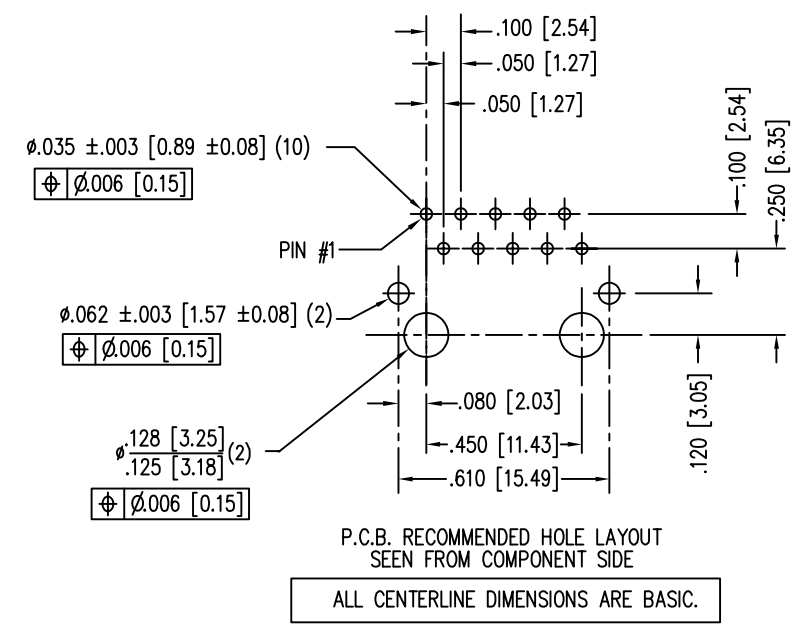 .100 [2.54]
.050 [1.27]
.050 [1.27]
.100 [2.54]
.250 [6.35]
ø.035 ±.003 [0.89 ±0.08] (10)
⌖ Ø.006 [0.15]
PIN #1
ø.062 ±.003 [1.57 ±0.08] (2)
⌖ Ø.006 [0.15]
.120 [3.05]
.080 [2.03]
.450 [11.43]
.610 [15.49]
.128 [3.25]
ø (2)
.125 [3.18]
⌖ Ø.006 [0.15]
P.C.B. RECOMMENDED HOLE LAYOUT
SEEN FROM COMPONENT SIDE
ALL CENTERLINE DIMENSIONS ARE BASIC.